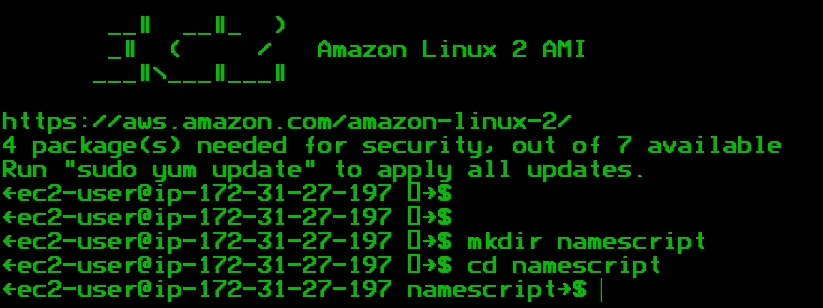 __‖ __‖_ )
_‖ ( / Amazon Linux 2 AMI
___‖\___‖___‖
https://aws.amazon.com/amazon-linux-2/
4 package(s) needed for security, out of 7 available
Run "sudo yum update" to apply all updates.
←ec2-user@ip-172-31-27-197 ▯→$
←ec2-user@ip-172-31-27-197 ▯→$
←ec2-user@ip-172-31-27-197 ▯→$ mkdir namescript
←ec2-user@ip-172-31-27-197 ▯→$ cd namescript
←ec2-user@ip-172-31-27-197 namescript→$